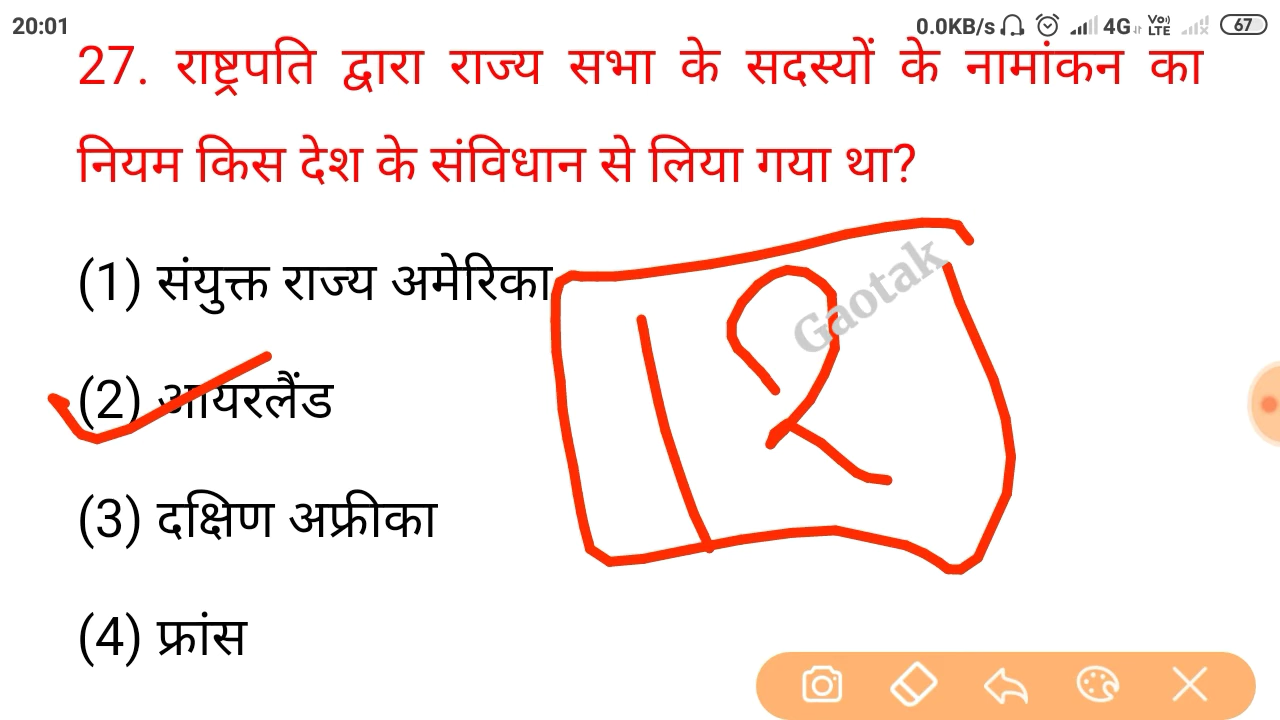 20:01
0.0KB/s 4G Vo) LTE 67
27. राष्ट्रपति द्वारा राज्य सभा के सदस्यों के नामांकन का
नियम किस देश के संविधान से लिया गया था?
(1) संयुक्त राज्य अमेरिका
(2) आयरलैंड
(3) दक्षिण अफ्रीका
(4) फ्रांस
12
Gaotak